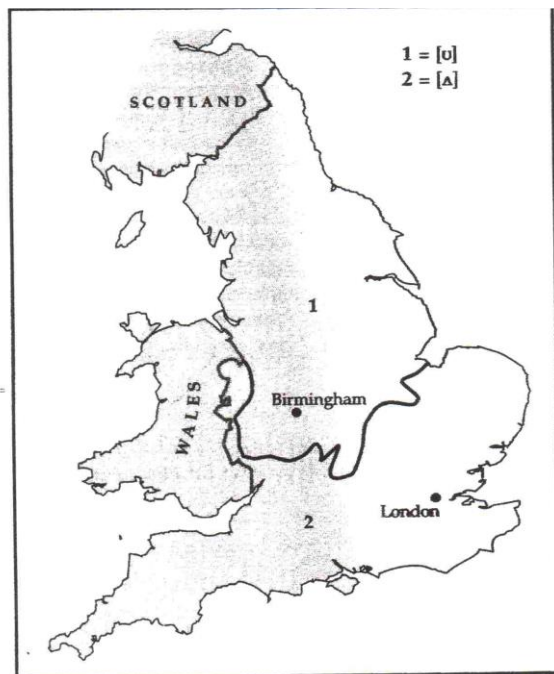 1 = [ʊ]
2 = [ʌ]
SCOTLAND
1
WALES
Birmingham
London
2